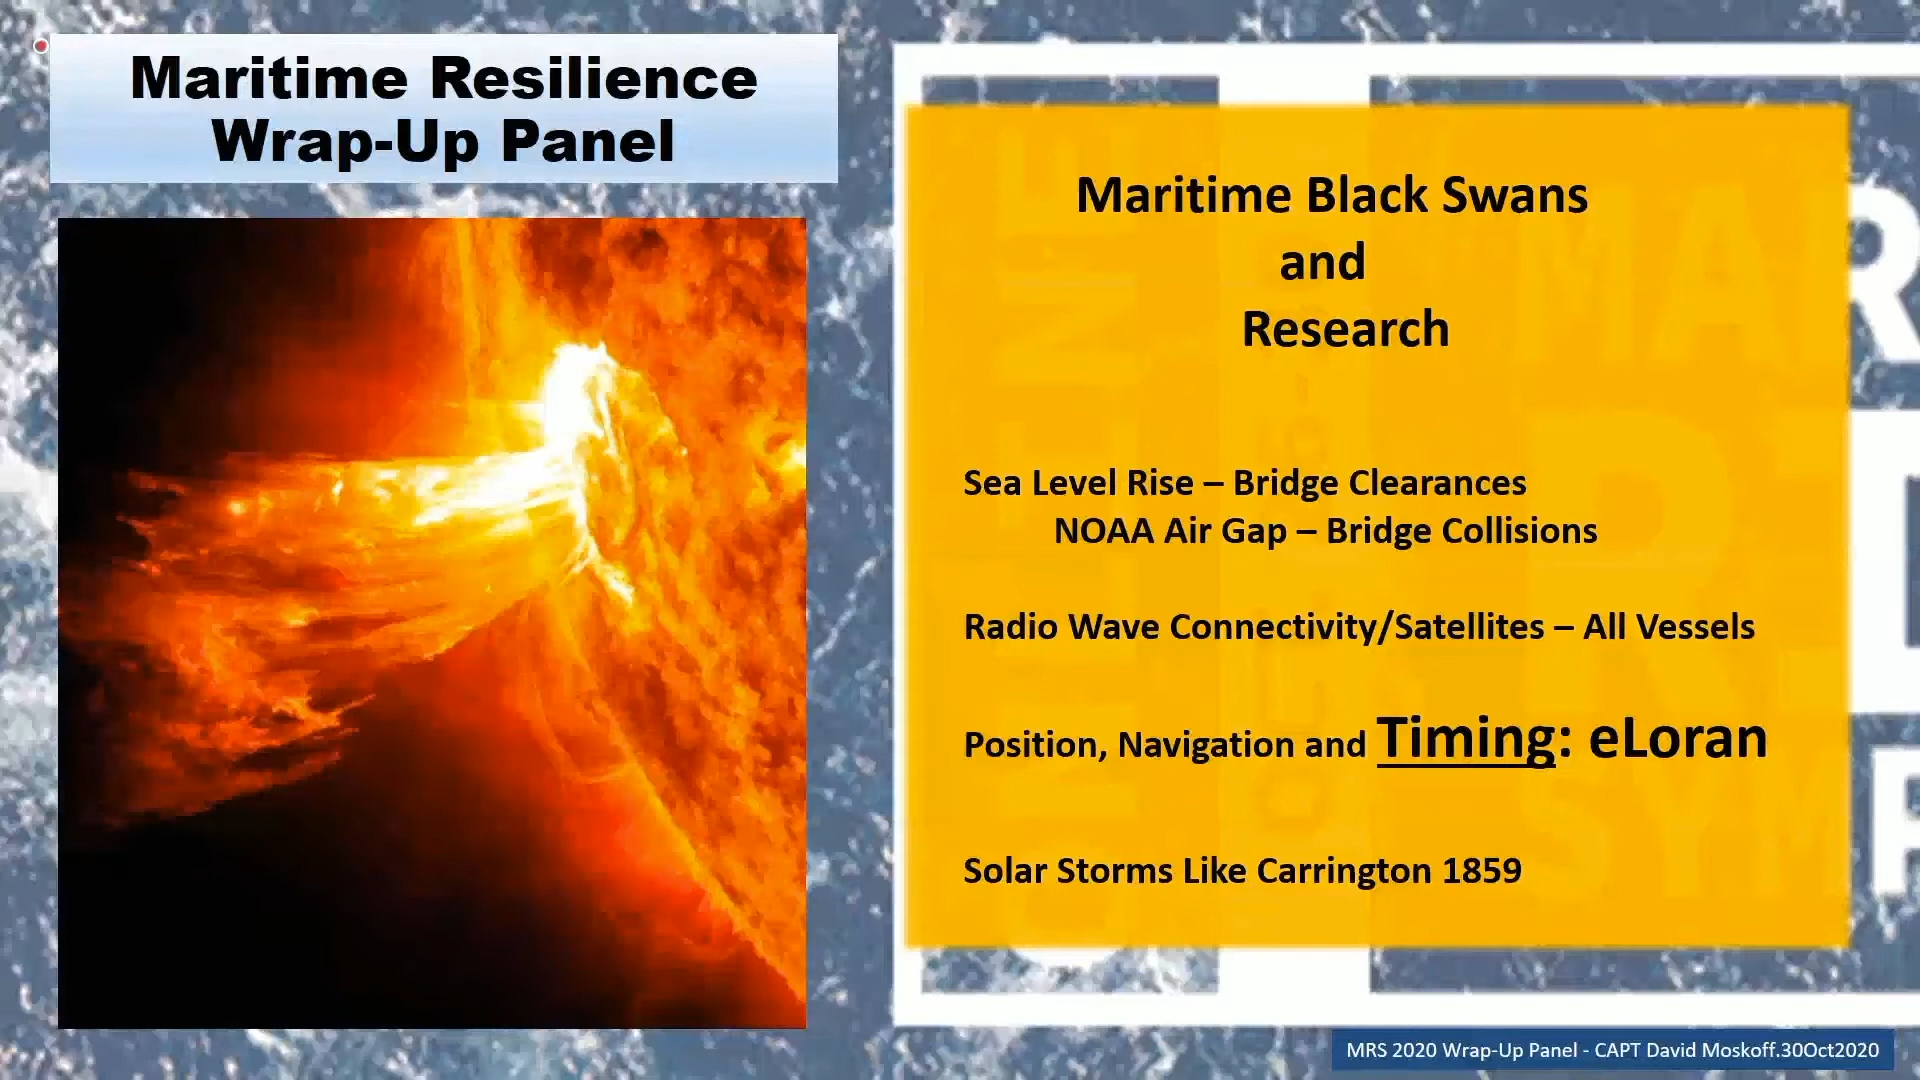 Maritime Resilience
Wrap-Up Panel
Maritime Black Swans
and
Research
Sea Level Rise – Bridge Clearances
NOAA Air Gap – Bridge Collisions
Radio Wave Connectivity/Satellites – All Vessels
Position, Navigation and Timing: eLoran
Solar Storms Like Carrington 1859
MRS 2020 Wrap-Up Panel - CAPT David Moskoff.30Oct2020